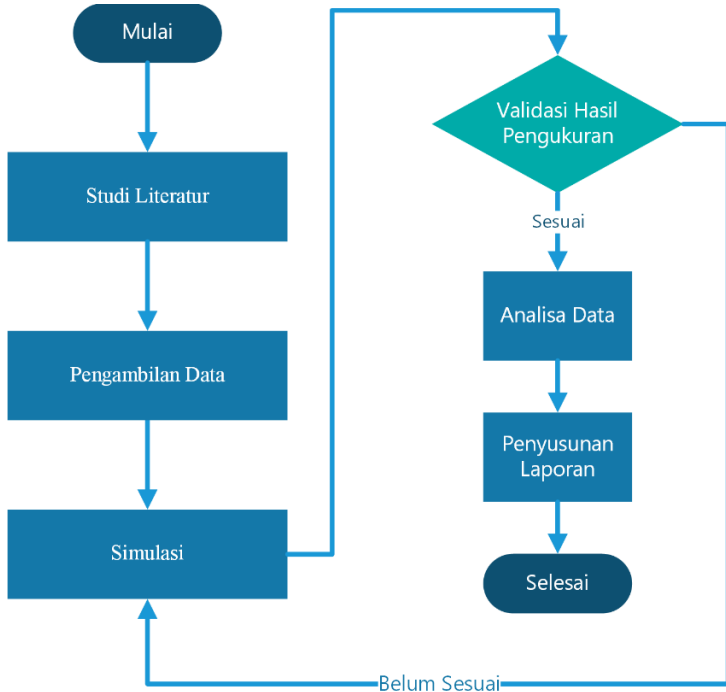 Mulai
Studi Literatur
Pengambilan Data
Simulasi
Validasi Hasil
Pengukuran
Sesuai
Analisa Data
Penyusunan
Laporan
Selesai
Belum Sesuai